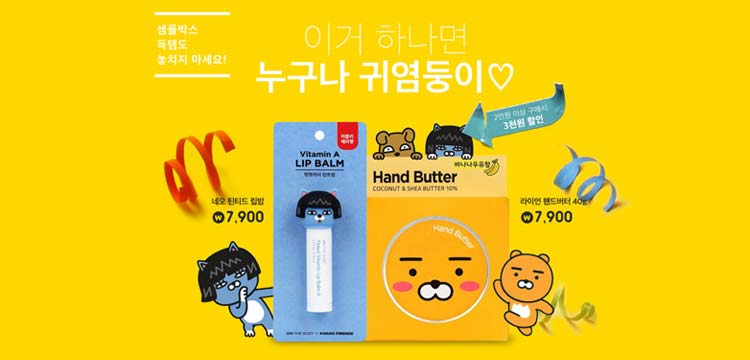 샘플박스
득템도
놓치지 마세요!
이거 하나면
누구나 귀염둥이♡
2만원 이상 구매시
3천원 할인
Vitamin A
LIP BALM
바나나우유향
Hand Butter
COCONUT & SHEA BUTTER 10%
Hand Butter
네오 틴티드 립밤
₩7,900
라이언 핸드버터 40g
₩7,900
ON THE BODY X KAKAO FRIENDS